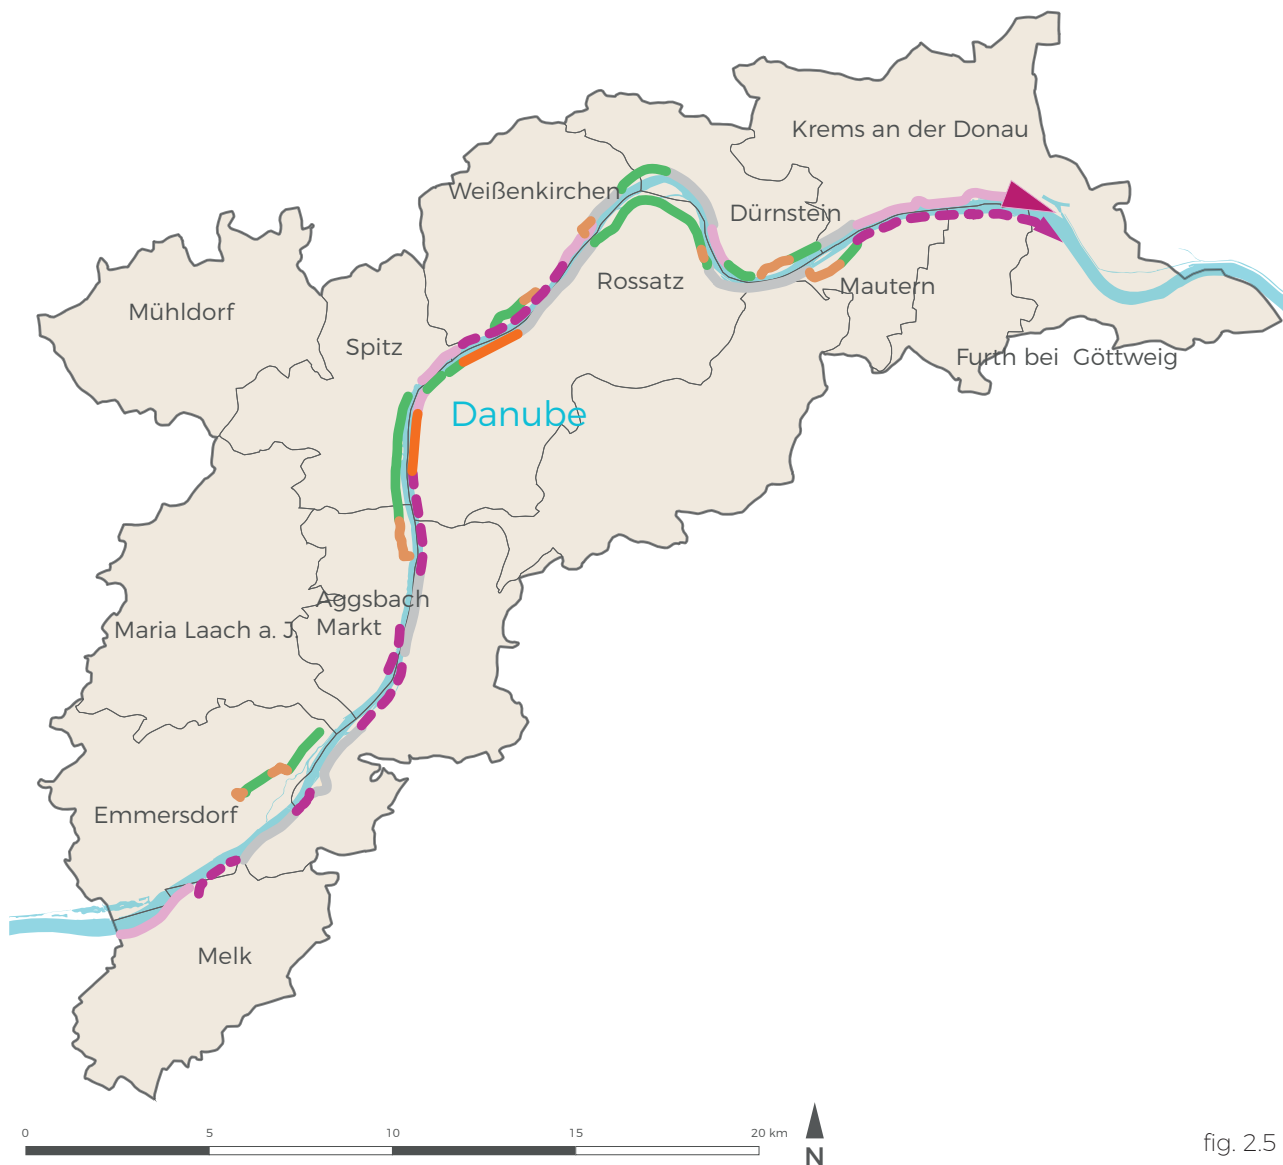 Krems an der Donau
Weißenkirchen
Dürnstein
Rossatz
Mautern
Mühldorf
Spitz
Furth bei  Göttweig
Danube
Aggsbach
Markt
Maria Laach a. J.
Emmersdorf
Melk
0 5 10 15 20 km
N
fig. 2.5